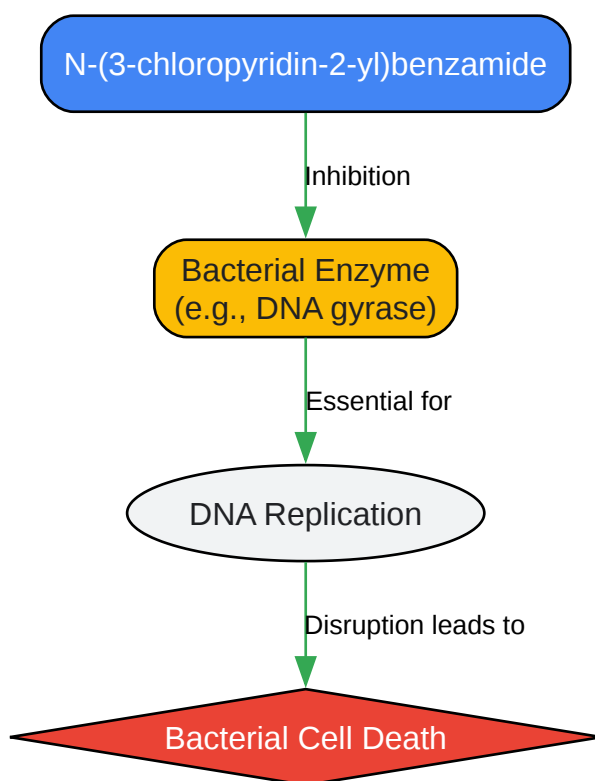 N-(3-chloropyridin-2-yl)benzamide
Inhibition
Bacterial Enzyme
(e.g., DNA gyrase)
Essential for
DNA Replication
Disruption leads to
Bacterial Cell Death